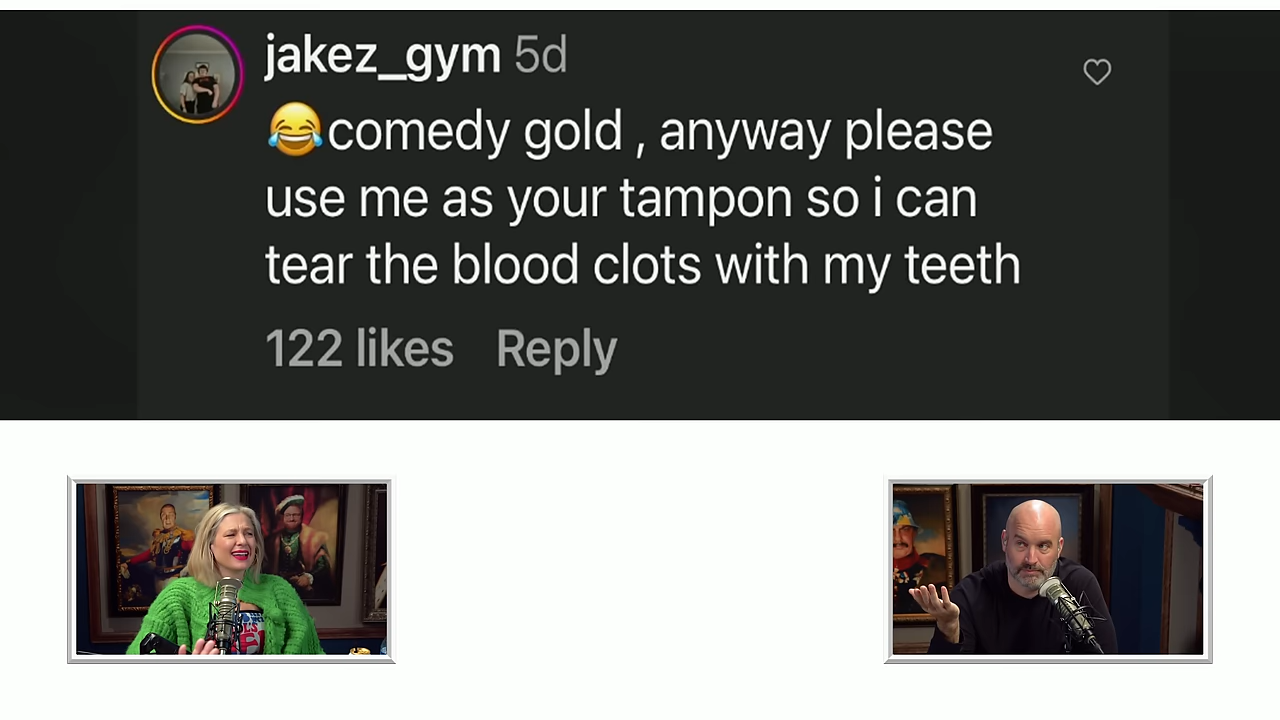 jakez_gym 5d
😂comedy gold , anyway please
use me as your tampon so i can
tear the blood clots with my teeth
122 likes Reply